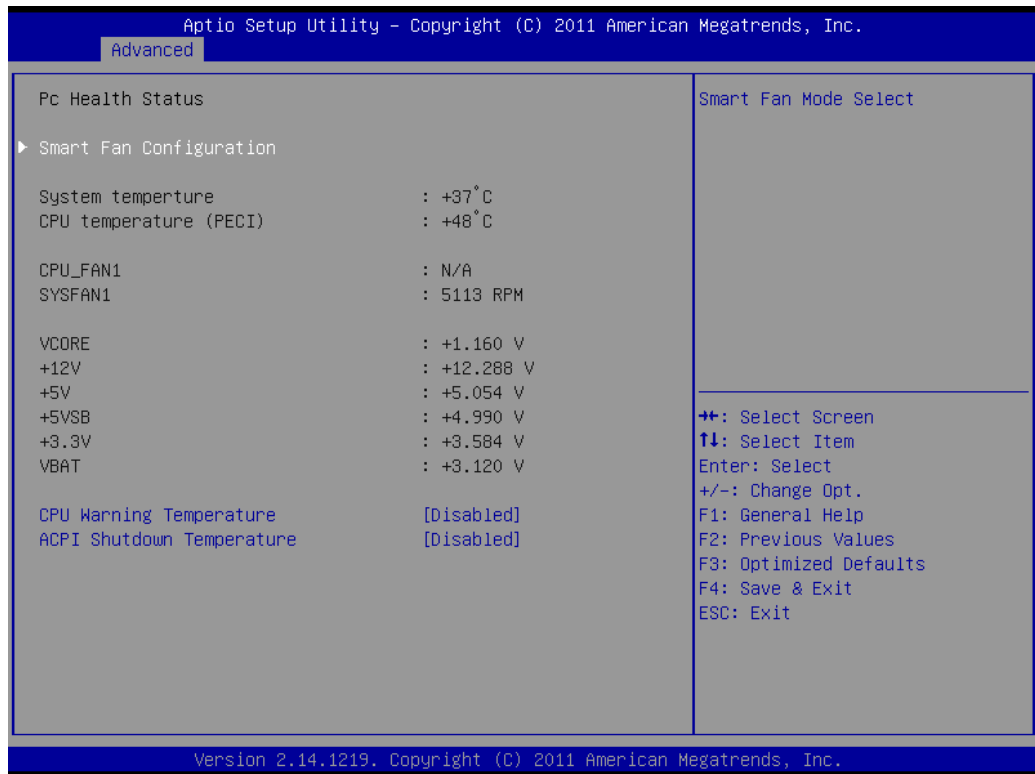 Aptio Setup Utility – Copyright (C) 2011 American Megatrends, Inc.
Advanced
Pc Health Status
Smart Fan Configuration
System temperture : +37°C
CPU temperature (PECI) : +48°C
CPU_FAN1 : N/A
SYSFAN1 : 5113 RPM
VCORE : +1.160 V
+12V : +12.288 V
+5V : +5.054 V
+5VSB : +4.990 V
+3.3V : +3.584 V
VBAT : +3.120 V
CPU Warning Temperature [Disabled]
ACPI Shutdown Temperature [Disabled]
Smart Fan Mode Select
→←: Select Screen
↑↓: Select Item
Enter: Select
+/-: Change Opt.
F1: General Help
F2: Previous Values
F3: Optimized Defaults
F4: Save & Exit
ESC: Exit
Version 2.14.1219. Copyright (C) 2011 American Megatrends, Inc.